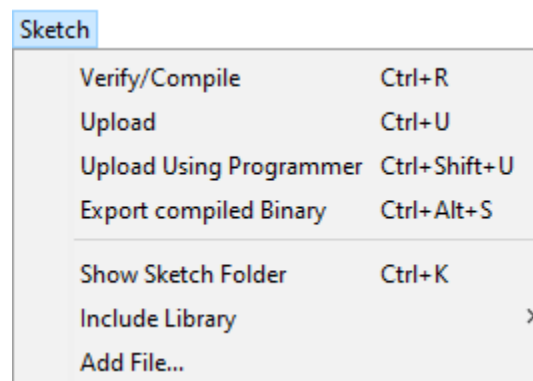 Sketch
Verify/Compile Ctrl+R
Upload Ctrl+U
Upload Using Programmer Ctrl+Shift+U
Export compiled Binary Ctrl+Alt+S
Show Sketch Folder Ctrl+K
Include Library
Add File...